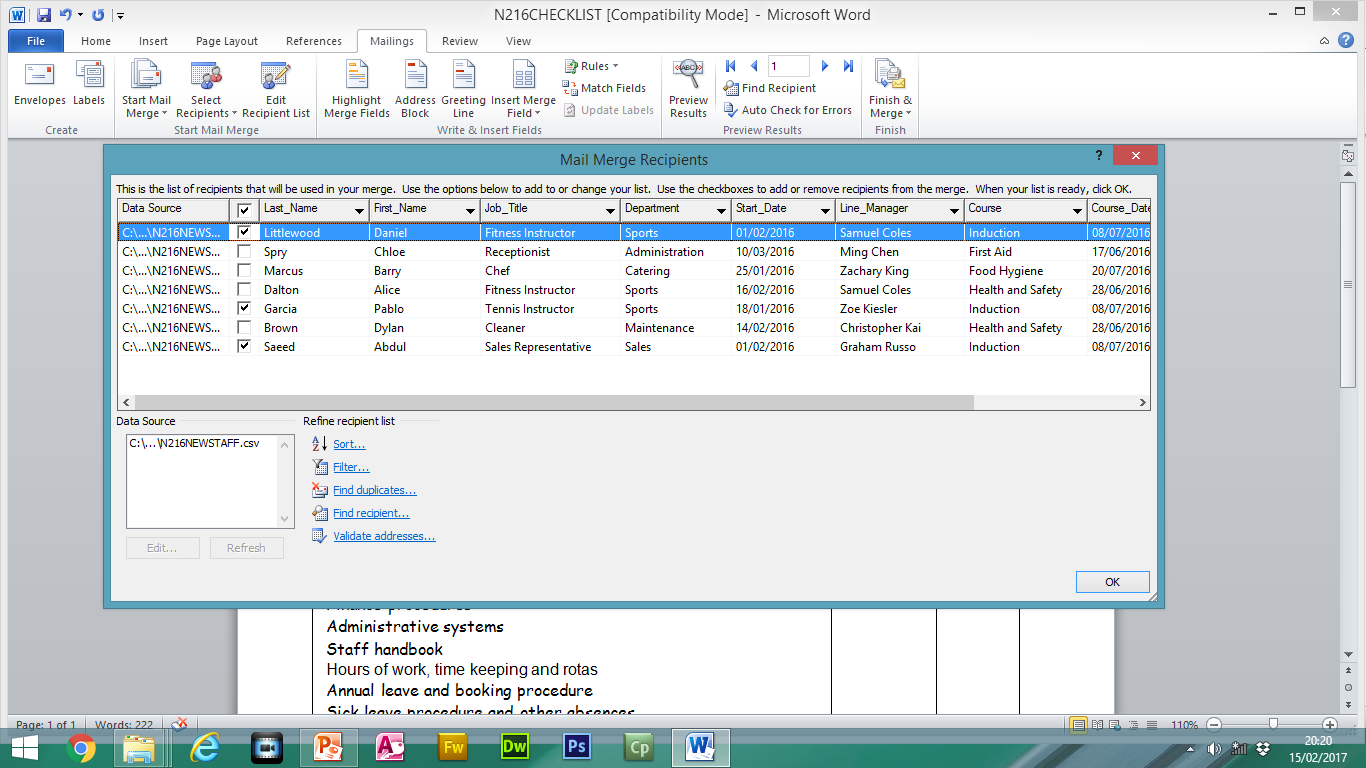 N216CHECKLIST [Compatibility Mode] - Microsoft Word
File Home Insert Page Layout References Mailings Review View
Envelopes Labels Start Mail Merge Select Recipients Edit Recipient List Highlight Merge Fields Address Block Greeting Line Insert Merge Field Rules Match Fields Update Labels Preview Results 1 Find Recipient Auto Check for Errors Finish & Merge
Create Start Mail Merge Write & Insert Fields Preview Results Finish
Mail Merge Recipients
This is the list of recipients that will be used in your merge. Use the options below to add to or change your list. Use the checkboxes to add or remove recipients from the merge. When your list is ready, click OK.
Data Source Last_Name First_Name Job_Title Department Start_Date Line_Manager Course Course_Date
C:\...\N216NEWS... Littlewood Daniel Fitness Instructor Sports 01/02/2016 Samuel Coles Induction 08/07/2016
C:\...\N216NEWS... Spry Chloe Receptionist Administration 10/03/2016 Ming Chen First Aid 17/06/2016
C:\...\N216NEWS... Marcus Barry Chef Catering 25/01/2016 Zachary King Food Hygiene 20/07/2016
C:\...\N216NEWS... Dalton Alice Fitness Instructor Sports 16/02/2016 Samuel Coles Health and Safety 28/06/2016
C:\...\N216NEWS... Garcia Pablo Tennis Instructor Sports 18/01/2016 Zoe Kiesler Induction 08/07/2016
C:\...\N216NEWS... Brown Dylan Cleaner Maintenance 14/02/2016 Christopher Kai Health and Safety 28/06/2016
C:\...\N216NEWS... Saeed Abdul Sales Representative Sales 01/02/2016 Graham Russo Induction 08/07/2016
Data Source Refine recipient list
C:\...\N216NEWSTAFF.csv
Sort...
Filter...
Find duplicates...
Find recipient...
Validate addresses...
Edit... Refresh
OK
Finance procedures
Administrative systems
Staff handbook
Hours of work, time keeping and rotas
Annual leave and booking procedure
Sick leave procedure and other absences
Page: 1 of 1 Words: 222 110%
Fw Dw Ps Cp
20:20
15/02/2017